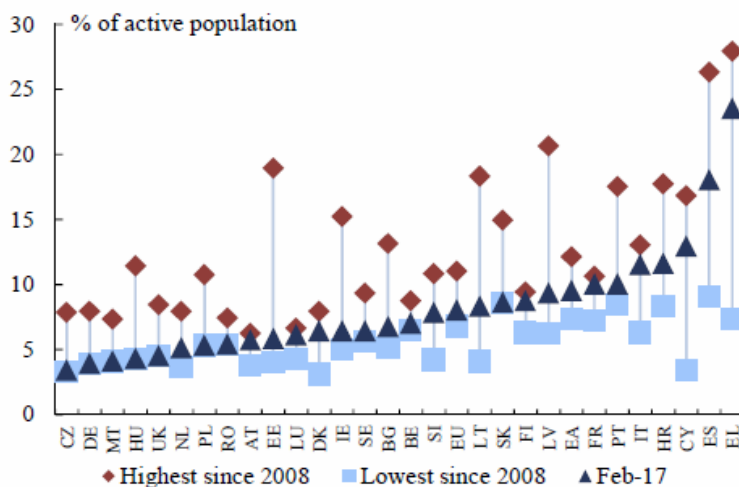 % of active population
30
25
20
15
10
5
0
CZ DE MT HU UK NL PL RO AT EE LU DK IE SE BG BE SI EU LT SK FI LV EA FR PT IT HR CY ES EL
Highest since 2008 Lowest since 2008 Feb-17